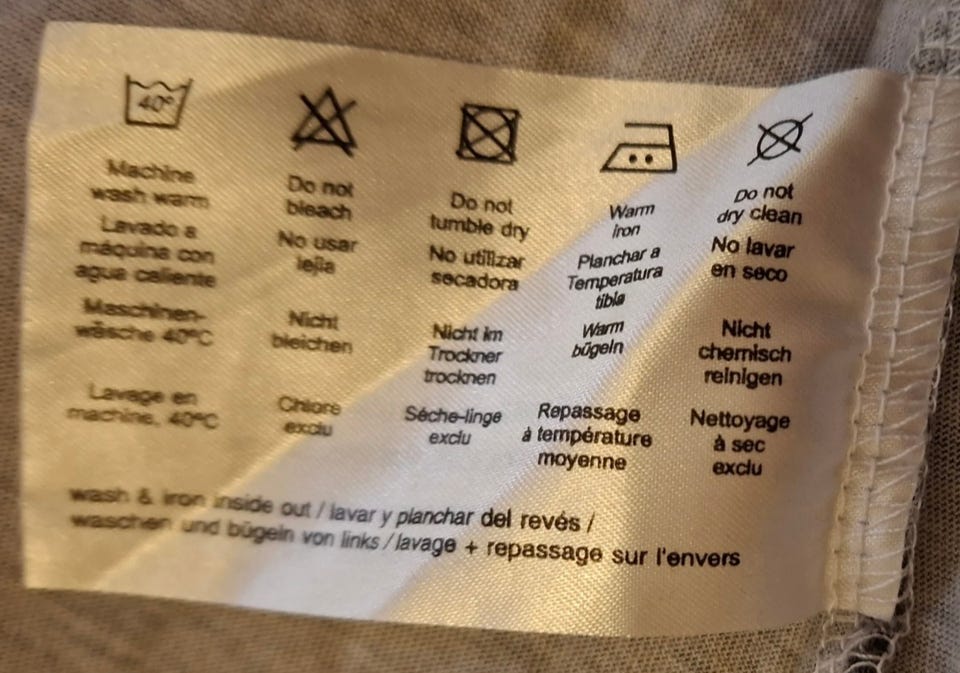 40°
Machine
wash warm
Lavado a
máquina con
agua caliente
Maschinen-
wäsche 40°C
Lavage en
machine, 40°C
Do not
bleach
No usar
lejía
Nicht
bleichen
Chlore
exclu
Do not
tumble dry
No utilizar
secadora
Nicht im
Trockner
trocknen
Séche-linge
exclu
Warm
iron
Planchar a
Temperatura
tibia
Warm
bügeln
Repassage
à température
moyenne
Do not
dry clean
No lavar
en seco
Nicht
chemisch
reinigen
Nettoyage
à sec
exclu
wash & iron inside out / lavar y planchar del revés /
waschen und bügeln von links / lavage + repassage sur l'envers